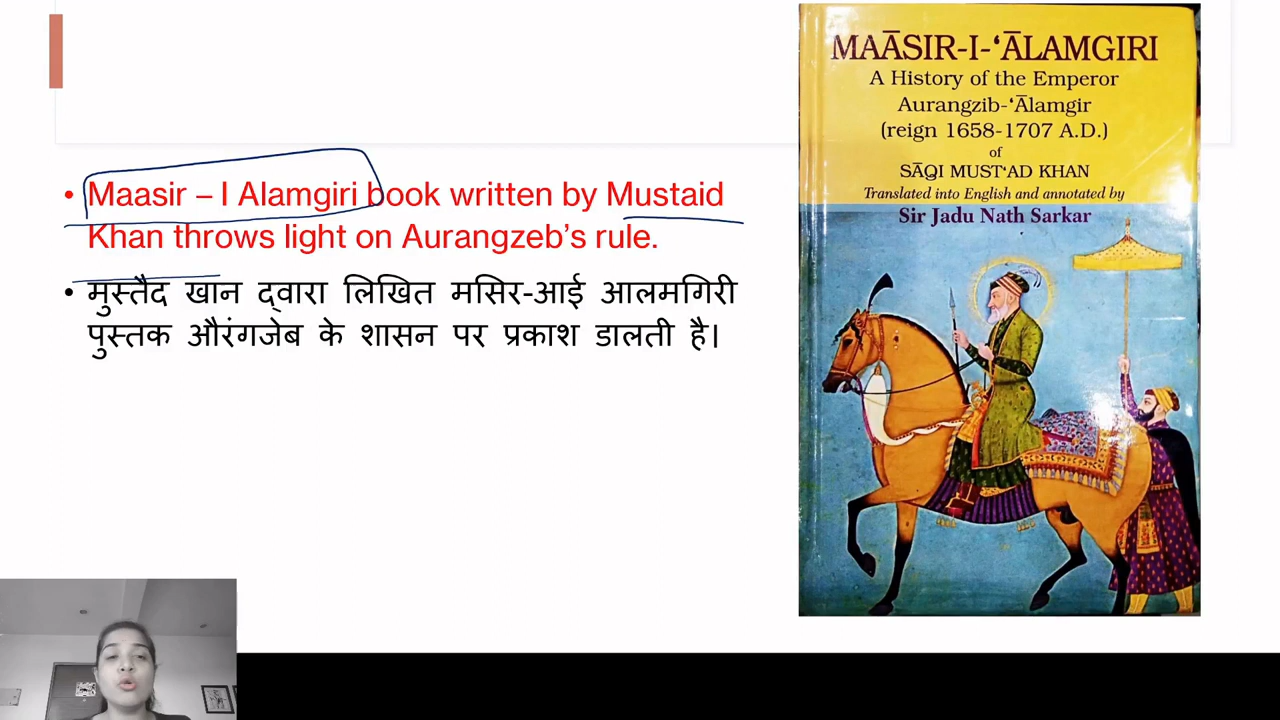 • Maasir – I Alamgiri book written by Mustaid
Khan throws light on Aurangzeb’s rule.
• मुस्तैद खान द्वारा लिखित मसिर-आई आलमगिरी
पुस्तक औरंगजेब के शासन पर प्रकाश डालती है।
MAĀSIR-I-‘ĀLAMGIRI
A History of the Emperor
Aurangzib-‘Ālamgir
(reign 1658-1707 A.D.)
of
SĀQI MUST‘AD KHAN
Translated into English and annotated by
Sir Jadu Nath Sarkar